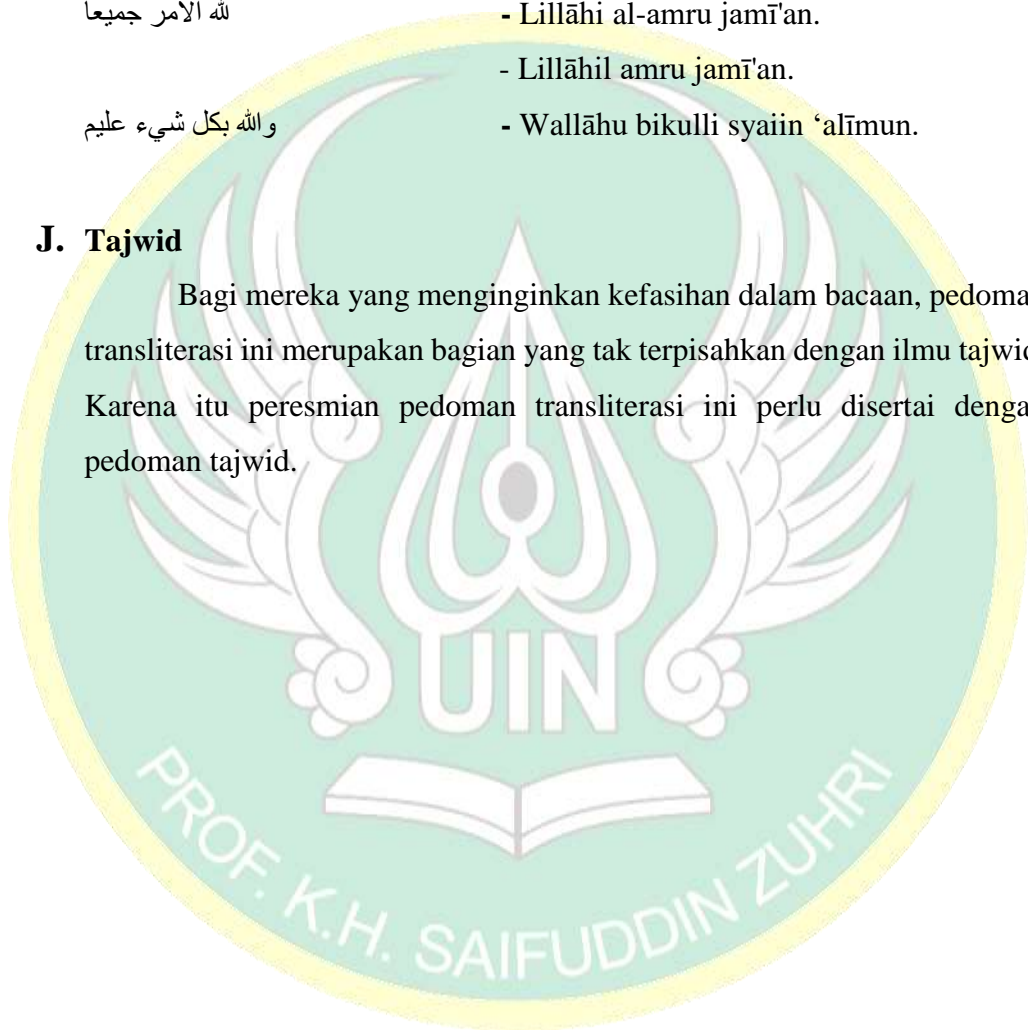 لله الامر جميعا - Lillāhi al-amru jamī'an.
- Lillāhil amru jamī'an.
والله بكل شيء عليم - Wallāhu bikulli syaiin ‘alīmun.
J. Tajwid
Bagi mereka yang menginginkan kefasihan dalam bacaan, pedoma
transliterasi ini merupakan bagian yang tak terpisahkan dengan ilmu tajwid
Karena itu peresmian pedoman transliterasi ini perlu disertai denga
pedoman tajwid.
UIN
PROF. K.H. SAIFUDDIN ZUHRI